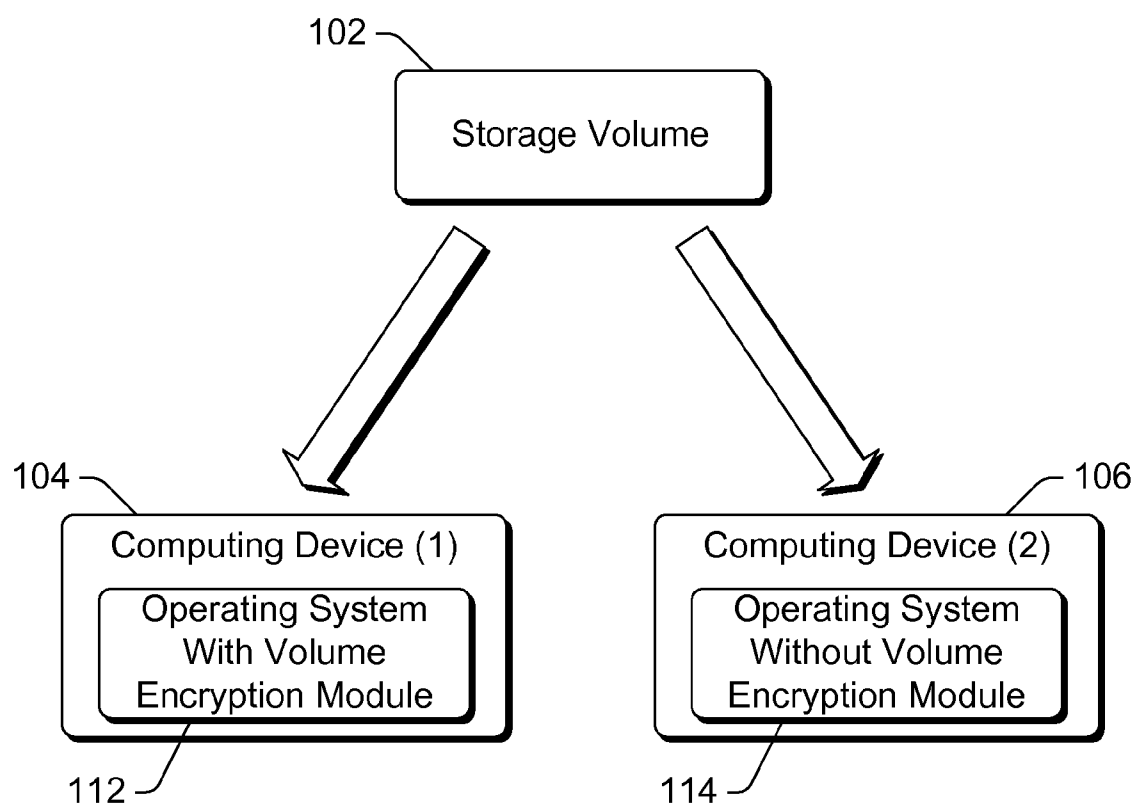 102
Storage Volume
104
106
Computing Device (1)
Operating System
With Volume
Encryption Module
Computing Device (2)
Operating System
Without Volume
Encryption Module
112
114